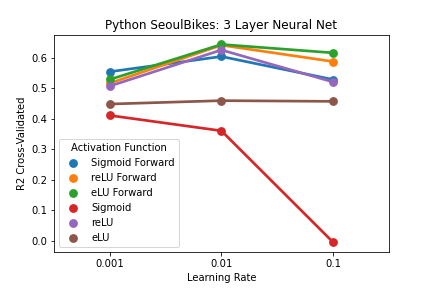 Python SeoulBikes: 3 Layer Neural Net
R2 Cross-Validated
0.6
0.5
0.4
0.3
0.2
0.1
0.0
Activation Function
Sigmoid Forward
reLU Forward
eLU Forward
Sigmoid
reLU
eLU
0.001
0.01
0.1
Learning Rate